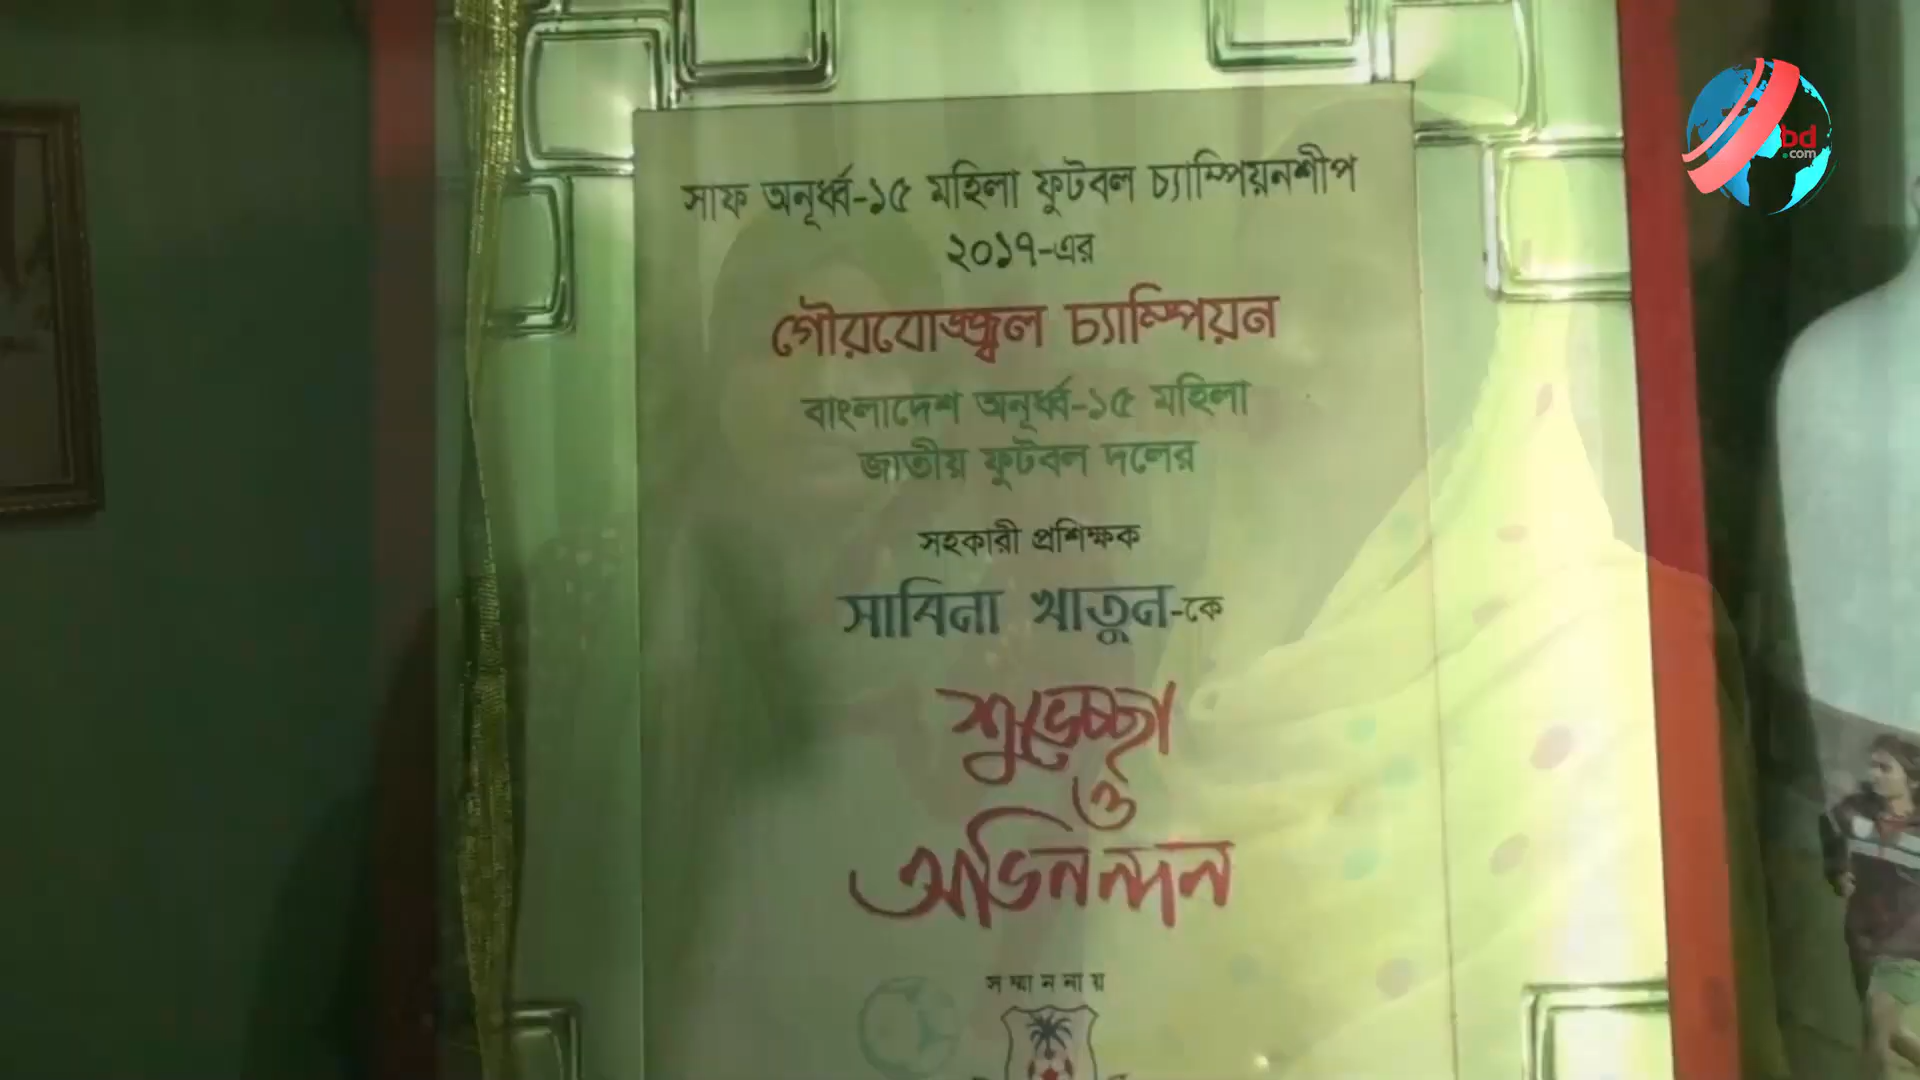 bd
.com
সাফ অনূর্ধ্ব-১৫ মহিলা ফুটবল চ্যাম্পিয়নশীপ
২০১৭-এর
গৌরবোজ্জ্বল চ্যাম্পিয়ন
বাংলাদেশ অনূর্ধ্ব-১৫ মহিলা
জাতীয় ফুটবল দলের
সহকারী প্রশিক্ষক
সাবিনা খাতুন-কে
শুভেচ্ছা
ও
অভিনন্দন
সম্মাননায়